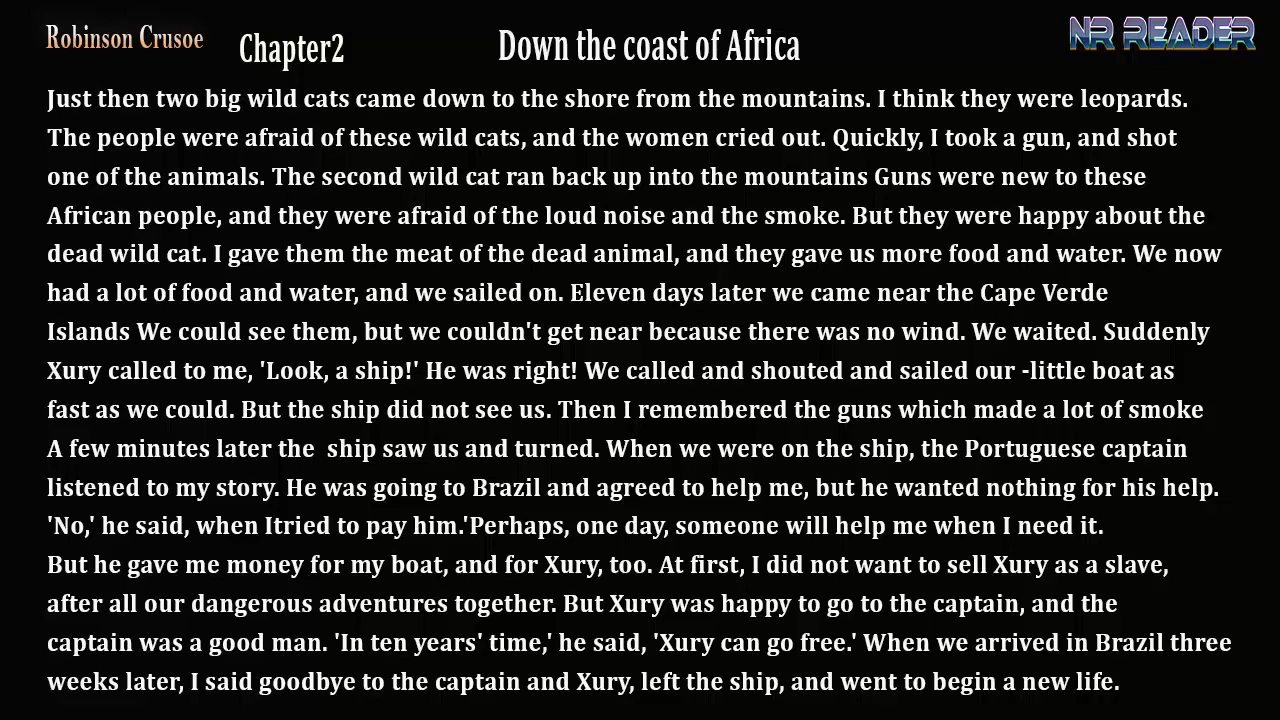 Robinson Crusoe
Chapter2
Down the coast of Africa
NR READER
Just then two big wild cats came down to the shore from the mountains. I think they were leopards.
The people were afraid of these wild cats, and the women cried out. Quickly, I took a gun, and shot
one of the animals. The second wild cat ran back up into the mountains Guns were new to these
African people, and they were afraid of the loud noise and the smoke. But they were happy about the
dead wild cat. I gave them the meat of the dead animal, and they gave us more food and water. We now
had a lot of food and water, and we sailed on. Eleven days later we came near the Cape Verde
Islands We could see them, but we couldn't get near because there was no wind. We waited. Suddenly
Xury called to me, 'Look, a ship!' He was right! We called and shouted and sailed our -little boat as
fast as we could. But the ship did not see us. Then I remembered the guns which made a lot of smoke
A few minutes later the  ship saw us and turned. When we were on the ship, the Portuguese captain
listened to my story. He was going to Brazil and agreed to help me, but he wanted nothing for his help.
'No,' he said, when Itried to pay him.'Perhaps, one day, someone will help me when I need it.
But he gave me money for my boat, and for Xury, too. At first, I did not want to sell Xury as a slave,
after all our dangerous adventures together. But Xury was happy to go to the captain, and the
captain was a good man. 'In ten years' time,' he said, 'Xury can go free.' When we arrived in Brazil three
weeks later, I said goodbye to the captain and Xury, left the ship, and went to begin a new life.